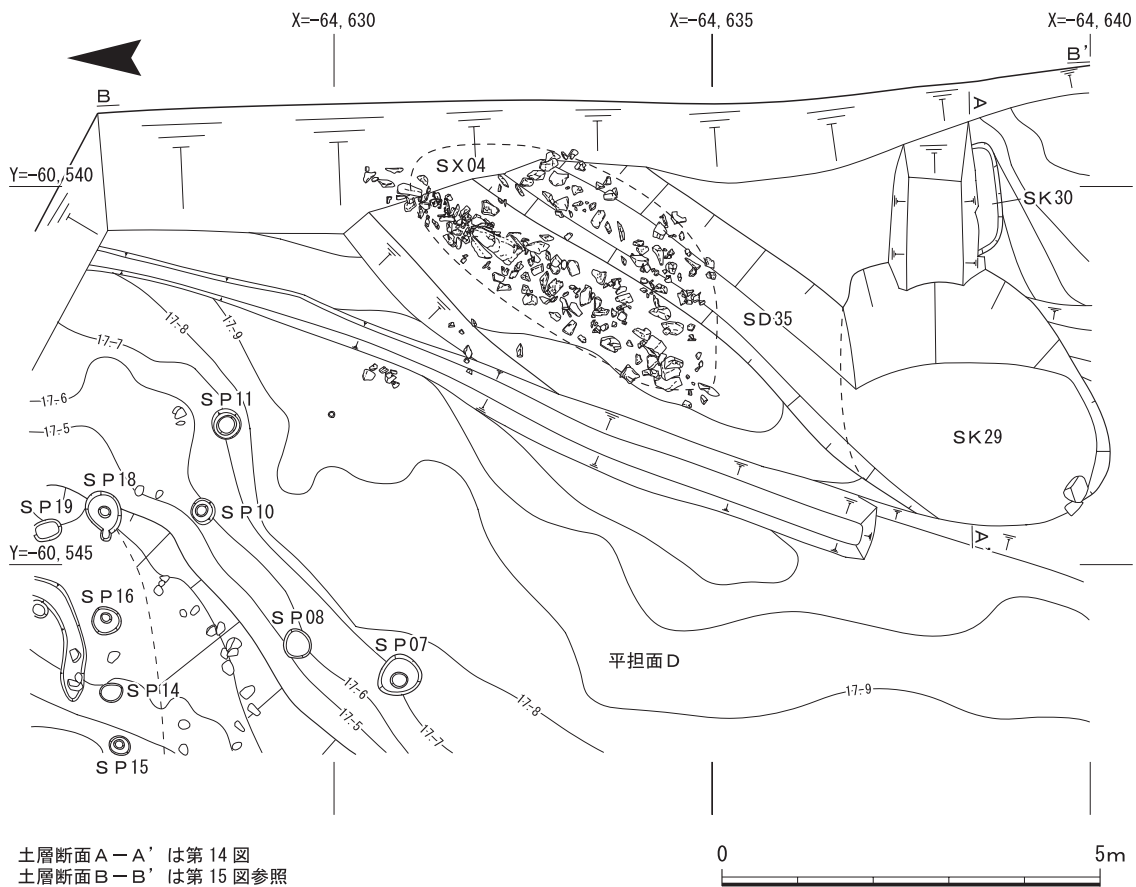 X=-64, 630
X=-64, 635
X=-64, 640
B
B'
A
Y=-60, 540
SX04
SK30
SD35
17.8
17.9
17.7
17.6
SP11
17.5
SK29
SP18
SP19
SP10
Y=-60, 545
A'
SP16
SP08
SP07
平担面D
SP14
17.6
17.9
17.8
17.5
17.7
SP15
土層断面A－A’は第14図
土層断面B－B’は第15図参照
0
5m